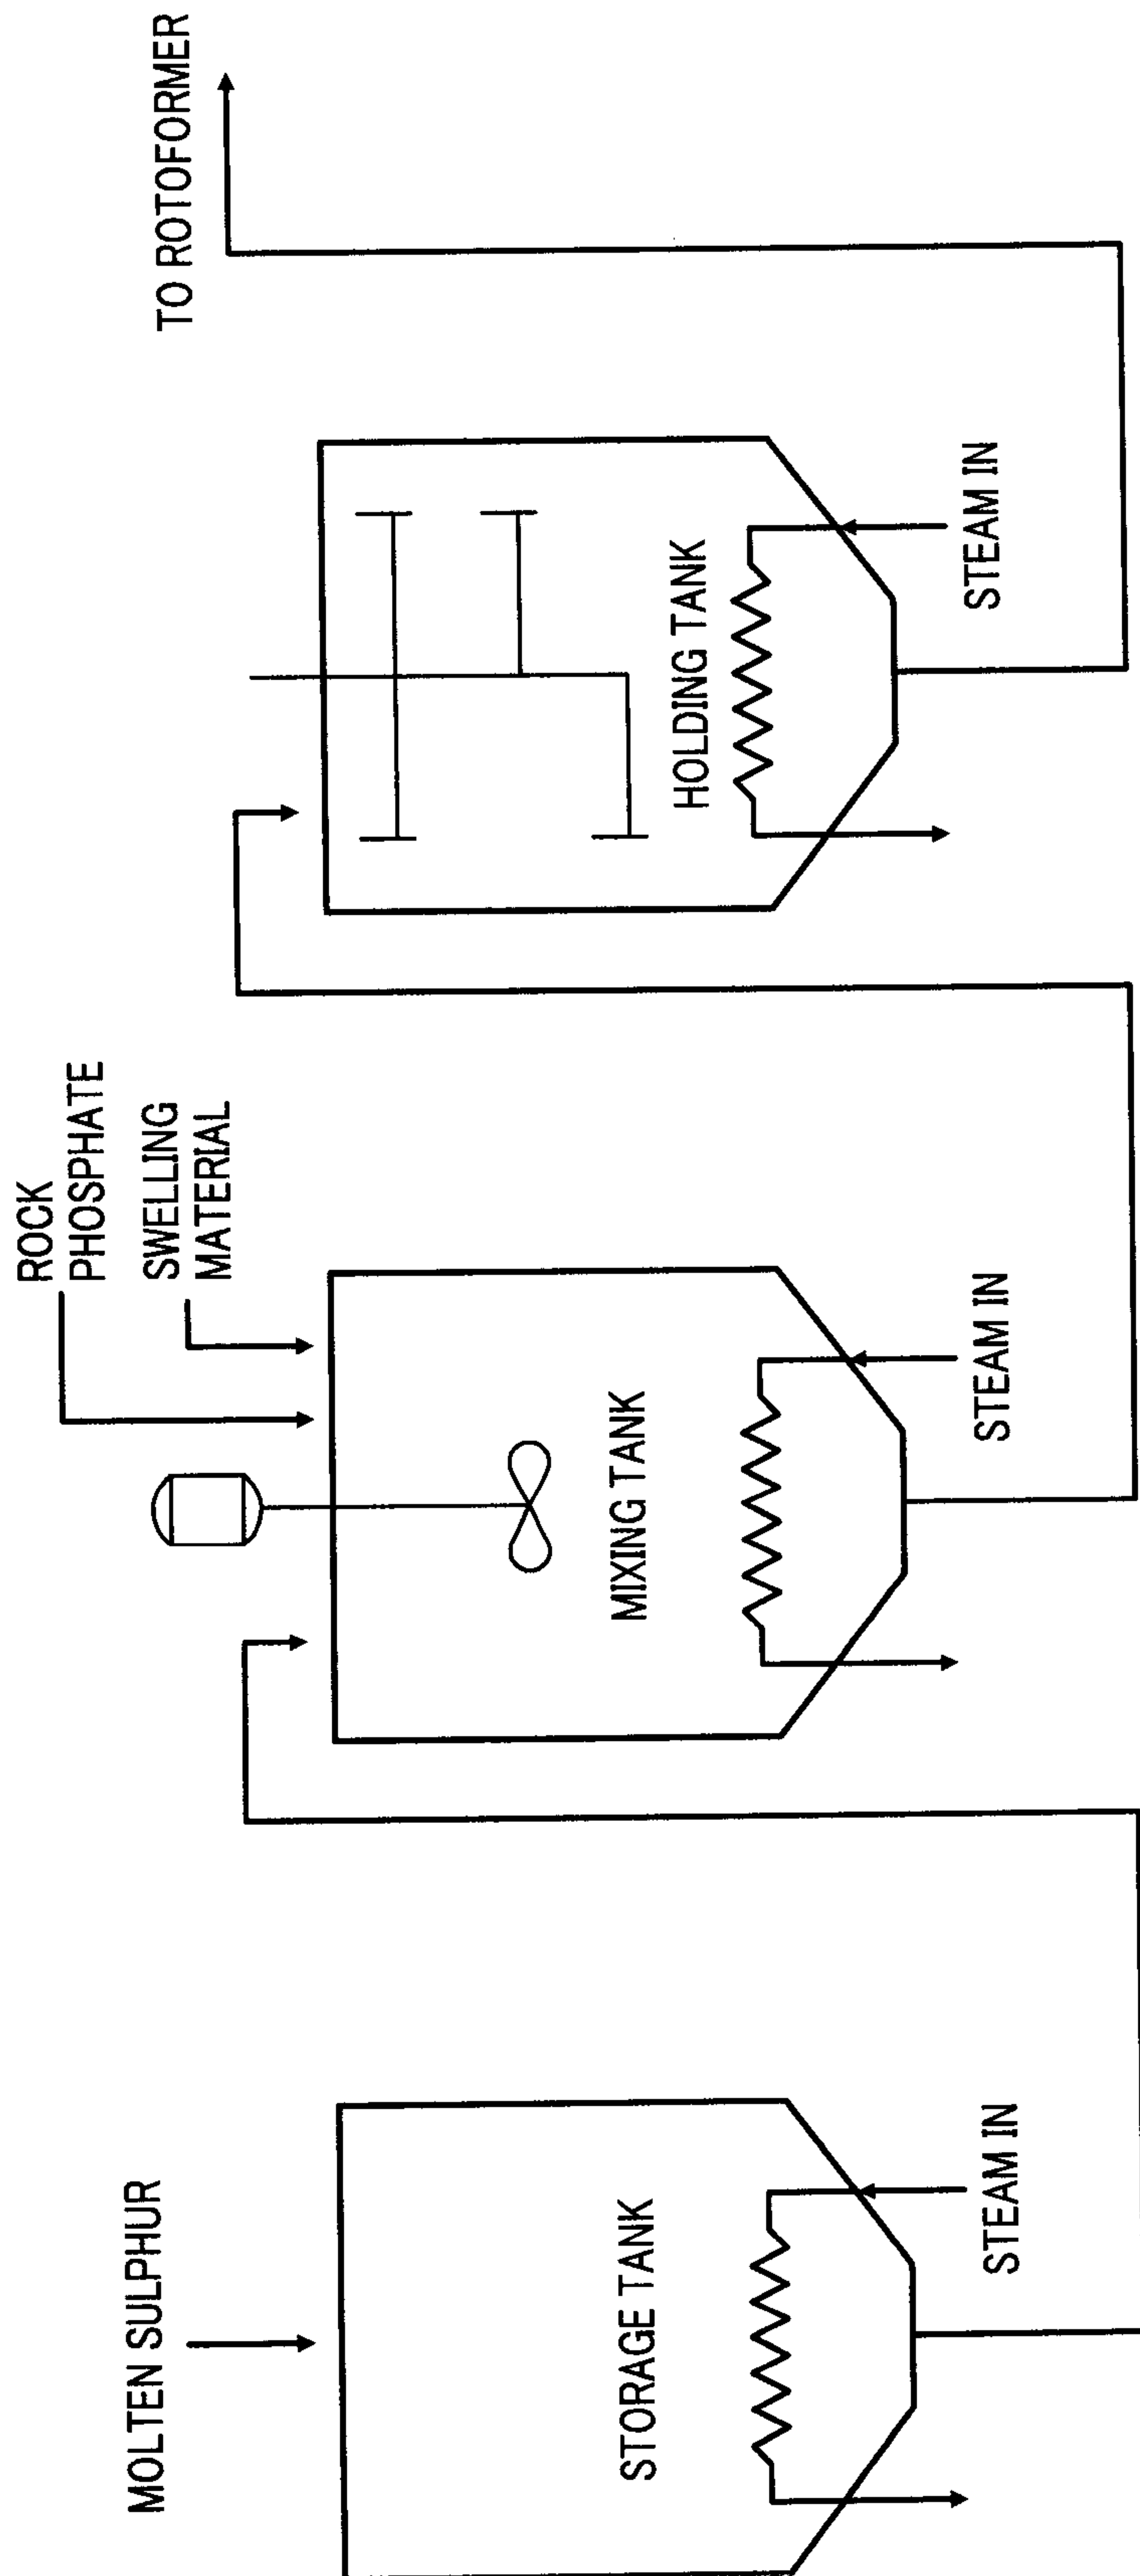 MOLTEN SULPHUR
STORAGE TANK
STEAM IN
ROCK
PHOSPHATE
SWELLING
MATERIAL
MIXING TANK
STEAM IN
HOLDING TANK
STEAM IN
TO ROTOFORMER